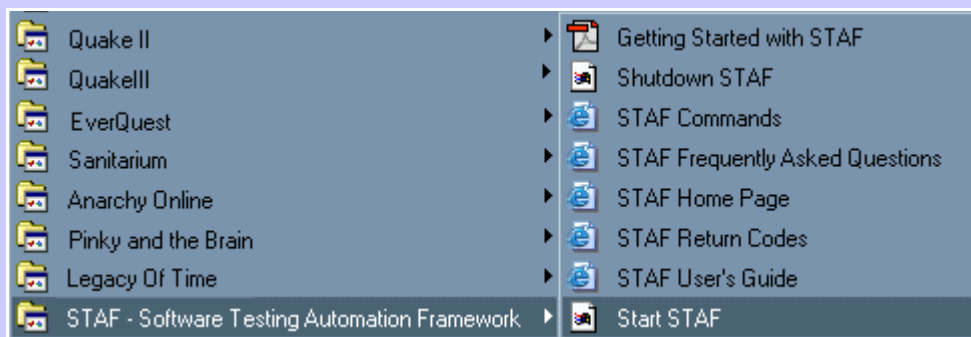 Quake II
QuakeIII
EverQuest
Sanitarium
Anarchy Online
Pinky and the Brain
Legacy Of Time
STAF - Software Testing Automation Framework
Getting Started with STAF
Shutdown STAF
STAF Commands
STAF Frequently Asked Questions
STAF Home Page
STAF Return Codes
STAF User's Guide
Start STAF